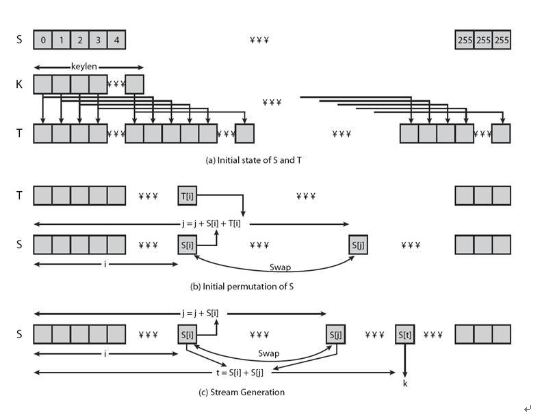 S 0 1 2 3 4 ¥¥¥ 255 255 255
keylen
K ¥¥¥
¥¥¥
T ¥¥¥ ¥¥¥ ¥¥¥ ¥¥¥
(a) Initial state of S and T
T ¥¥¥ T[i] ¥¥¥
j = j + S[i] + T[i]
S ¥¥¥ S[i] ¥¥¥ S[j] ¥¥¥
i Swap
(b) Initial permutation of S
j = j + S[i]
S ¥¥¥ S[i] ¥¥¥ S[j] ¥¥¥ S[t] ¥¥¥
i Swap
t = S[i] + S[j]
k
(c) Stream Generation